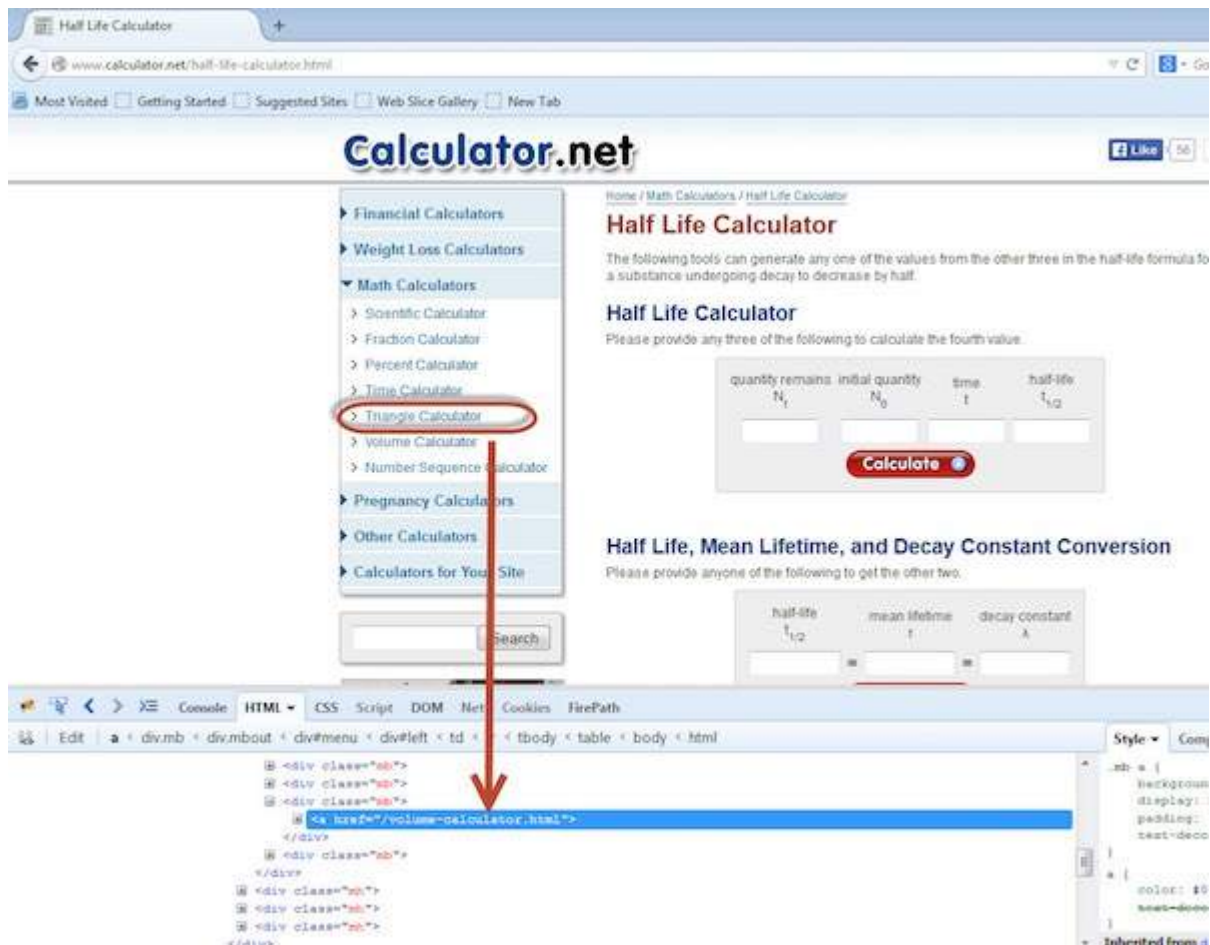 Half Life Calculator
www.calculator.net/half-life-calculator.html
Most Visited Getting Started Suggested Sites Web Slice Gallery New Tab
Calculator.net
Like 56
Financial Calculators
Weight Loss Calculators
Math Calculators
Scientific Calculator
Fraction Calculator
Percent Calculator
Time Calculator
Triangle Calculator
Volume Calculator
Number Sequence Calculator
Pregnancy Calculators
Other Calculators
Calculators for Your Site
Search
Home / Math Calculators / Half Life Calculator
Half Life Calculator
The following tools can generate any one of the values from the other three in the half-life formula fo
a substance undergoing decay to decrease by half.
Half Life Calculator
Please provide any three of the following to calculate the fourth value.
quantity remains initial quantity time half-life
Nt N0 t t1/2
Calculate
Half Life, Mean Lifetime, and Decay Constant Conversion
Please provide anyone of the following to get the other two.
half-life mean lifetime decay constant
t1/2 τ λ
= =
Console HTML CSS Script DOM Net Cookies FirePath
Edit a < div.mb < div.mbout < div#menu < div#left < td < < tbody < table < body < html
Style Comp
<div class="mb">
<div class="mb">
<div class="mb">
<a href="/volume-calculator.html">
</div>
<div class="mb">
</div>
<div class="mh">
<div class="mh">
<div class="mh">
</div>
.mb a {
backgroun
display:
padding:
text-deco
}
a {
color: #0
text-deco
}
Inherited from d